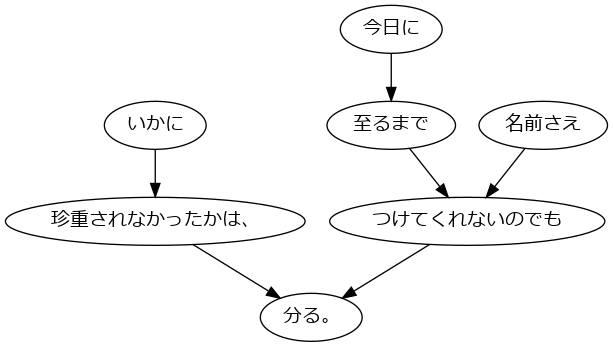 今日に
いかに
至るまで
名前さえ
珍重されなかったかは、
つけてくれないのでも
分る。